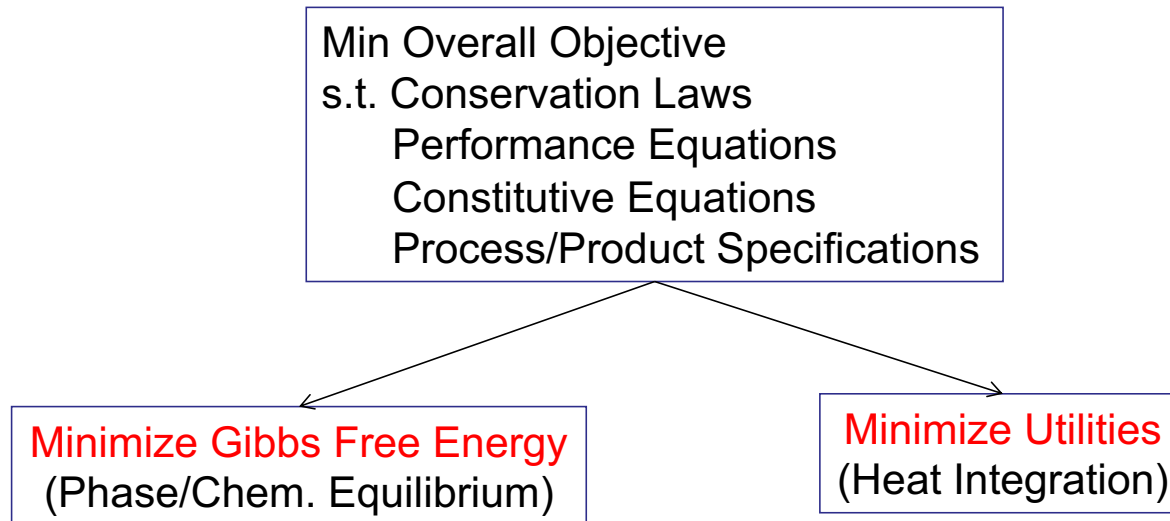 Min Overall Objective
s.t. Conservation Laws
Performance Equations
Constitutive Equations
Process/Product Specifications
Minimize Gibbs Free Energy
(Phase/Chem. Equilibrium)
Minimize Utilities
(Heat Integration)